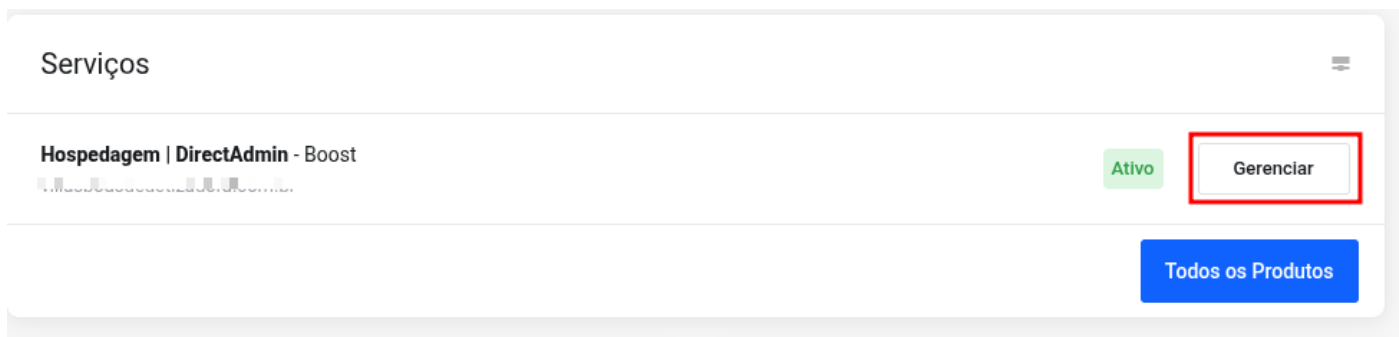 Serviços
Hospedagem | DirectAdmin - Boost
Ativo
Gerenciar
Todos os Produtos